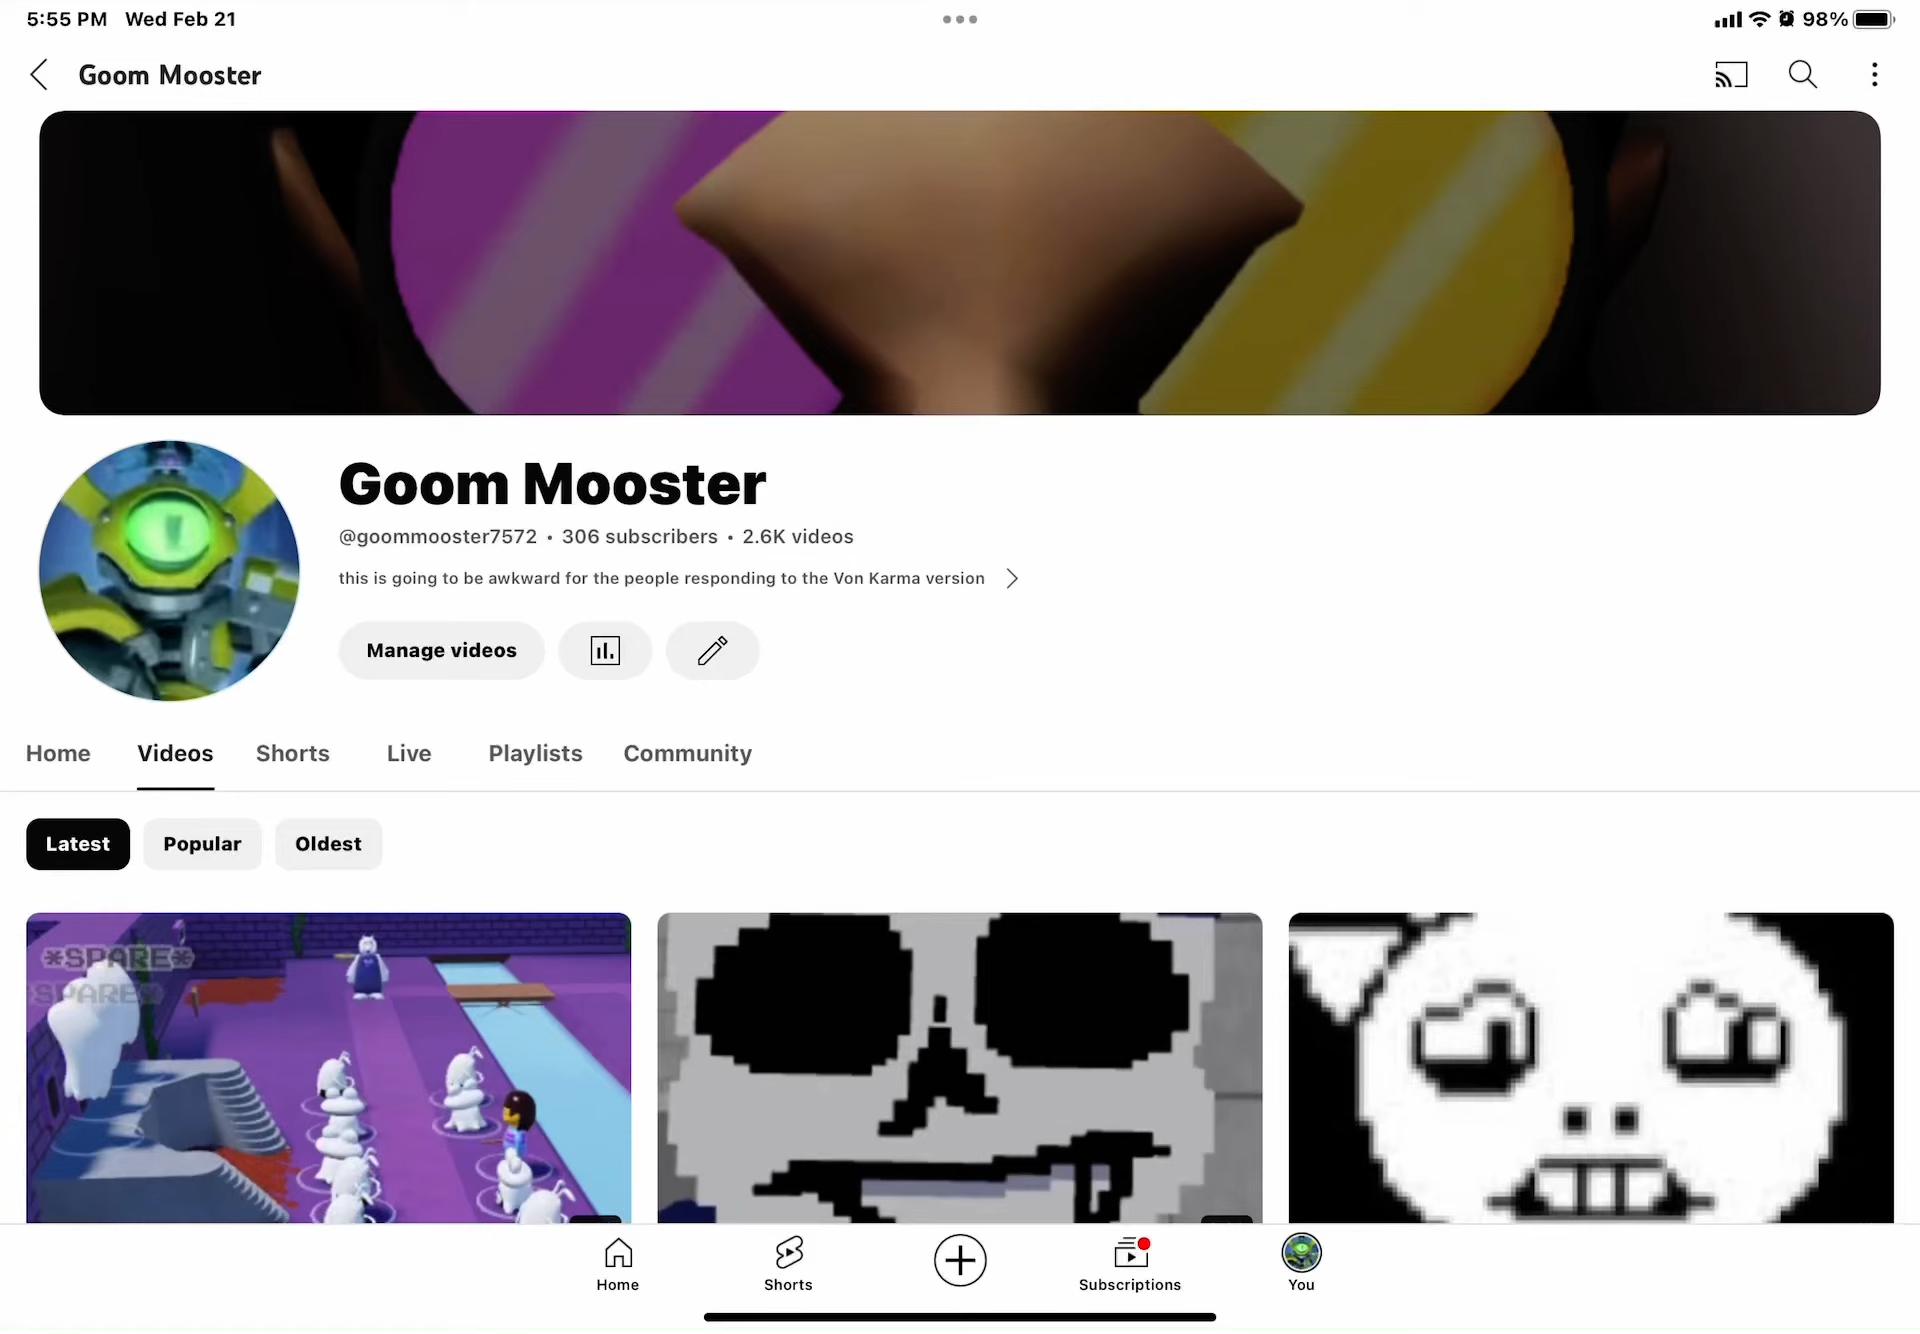 5:55 PM Wed Feb 21
98%
Goom Mooster
Goom Mooster
@goommooster7572 • 306 subscribers • 2.6K videos
this is going to be awkward for the people responding to the Von Karma version
Manage videos
Home Videos Shorts Live Playlists Community
Latest Popular Oldest
*SPARE*
SPARE
Home Shorts Subscriptions You